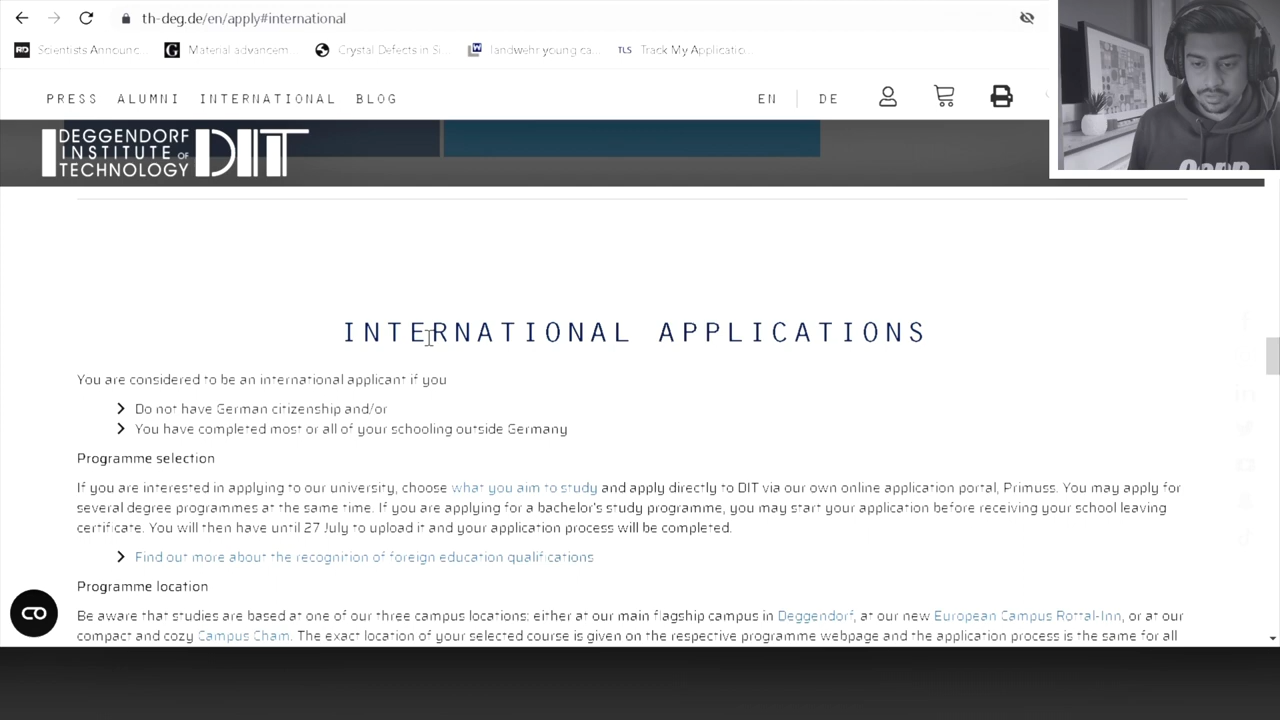 th-deg.de/en/apply#international
Scientists Announc... Material advancem... Crystal Defects in Si... landwehr young ca... TLS Track My Applicatio...
PRESS ALUMNI INTERNATIONAL BLOG EN DE
DEGGENDORF
INSTITUTE OF
TECHNOLOGY
DIT
INTERNATIONAL APPLICATIONS
You are considered to be an international applicant if you
Do not have German citizenship and/or
You have completed most or all of your schooling outside Germany
Programme selection
If you are interested in applying to our university, choose what you aim to study and apply directly to DIT via our own online application portal, Primuss. You may apply for
several degree programmes at the same time. If you are applying for a bachelor's study programme, you may start your application before receiving your school leaving
certificate. You will then have until 27 July to upload it and your application process will be completed.
Find out more about the recognition of foreign education qualifications
Programme location
Be aware that studies are based at one of our three campus locations: either at our main flagship campus in Deggendorf, at our new European Campus Rottal-Inn, or at our
compact and cozy Campus Cham. The exact location of your selected course is given on the respective programme webpage and the application process is the same for all